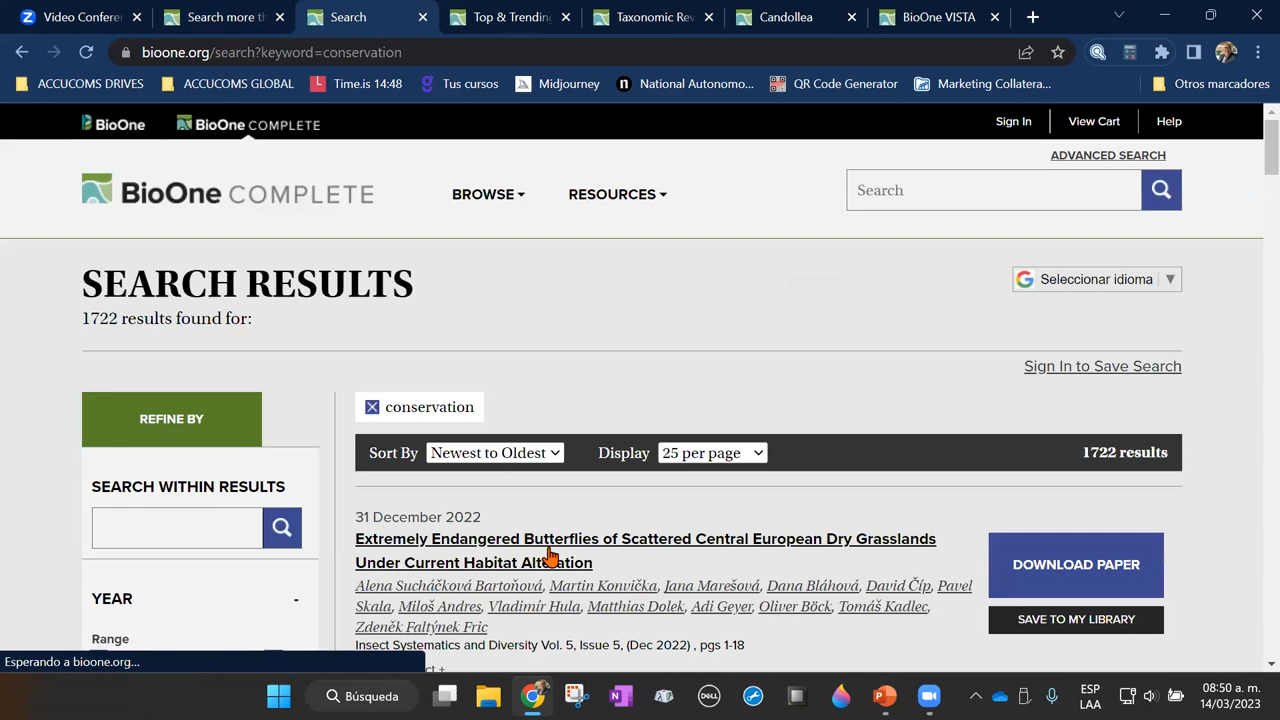 Video Confere
Search more th
Search
Top & Trending
Taxonomic Rev
Candollea
BioOne VISTA
bioone.org/search?keyword=conservation
ACCUCOMS DRIVES
ACCUCOMS GLOBAL
Time.is 14:48
Tus cursos
Midjourney
National Autonomo...
QR Code Generator
Marketing Collatera...
Otros marcadores
BioOne
BioOne COMPLETE
Sign In
View Cart
Help
ADVANCED SEARCH
BioOne COMPLETE
BROWSE
RESOURCES
Search
SEARCH RESULTS
Seleccionar idioma
1722 results found for:
Sign In to Save Search
REFINE BY
conservation
Sort By Newest to Oldest Display 25 per page 1722 results
SEARCH WITHIN RESULTS
31 December 2022
Extremely Endangered Butterflies of Scattered Central European Dry Grasslands
Under Current Habitat Alteration
Alena Sucháčková Bartoňová, Martin Konvička, Jana Marešová, Dana Bláhová, David Číp, Pavel
Skala, Miloš Andres, Vladimír Hula, Matthias Dolek, Adi Geyer, Oliver Böck, Tomáš Kadlec,
Zdeněk Faltýnek Fric
Insect Systematics and Diversity Vol. 5, Issue 5, (Dec 2022) , pgs 1-18
DOWNLOAD PAPER
SAVE TO MY LIBRARY
YEAR -
Range
Esperando a bioone.org...
Búsqueda
DELL
ESP
LAA
08:50 a. m.
14/03/2023